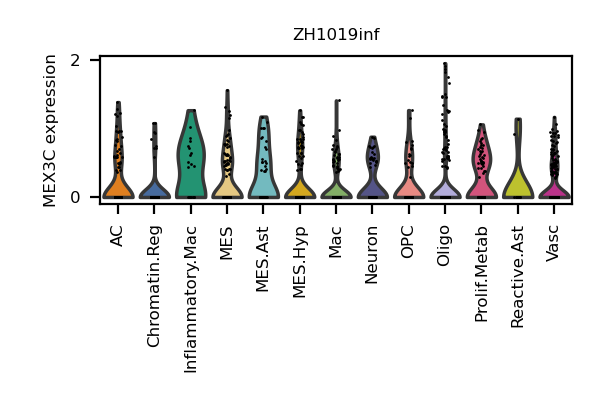 ZH1019inf
MEX3C expression
2
0
AC
Chromatin.Reg
Inflammatory.Mac
MES
MES.Ast
MES.Hyp
Mac
Neuron
OPC
Oligo
Prolif.Metab
Reactive.Ast
Vasc